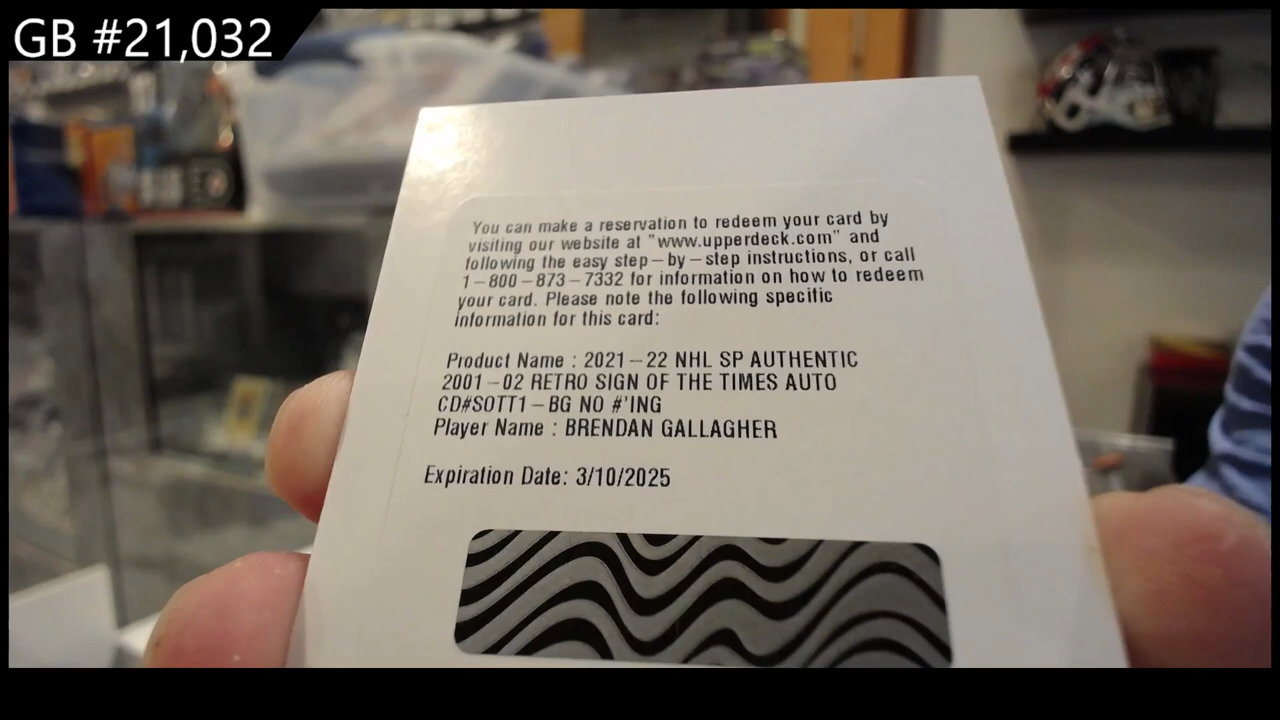 GB #21,032
You can make a reservation to redeem your card by
visiting our website at "www.upperdeck.com" and
following the easy step–by–step instructions, or call
1–800–873–7332 for information on how to redeem
your card. Please note the following specific
information for this card:
Product Name : 2021–22 NHL SP AUTHENTIC
2001–02 RETRO SIGN OF THE TIMES AUTO
CD#SOTT1–BG NO #'ING
Player Name : BRENDAN GALLAGHER
Expiration Date: 3/10/2025